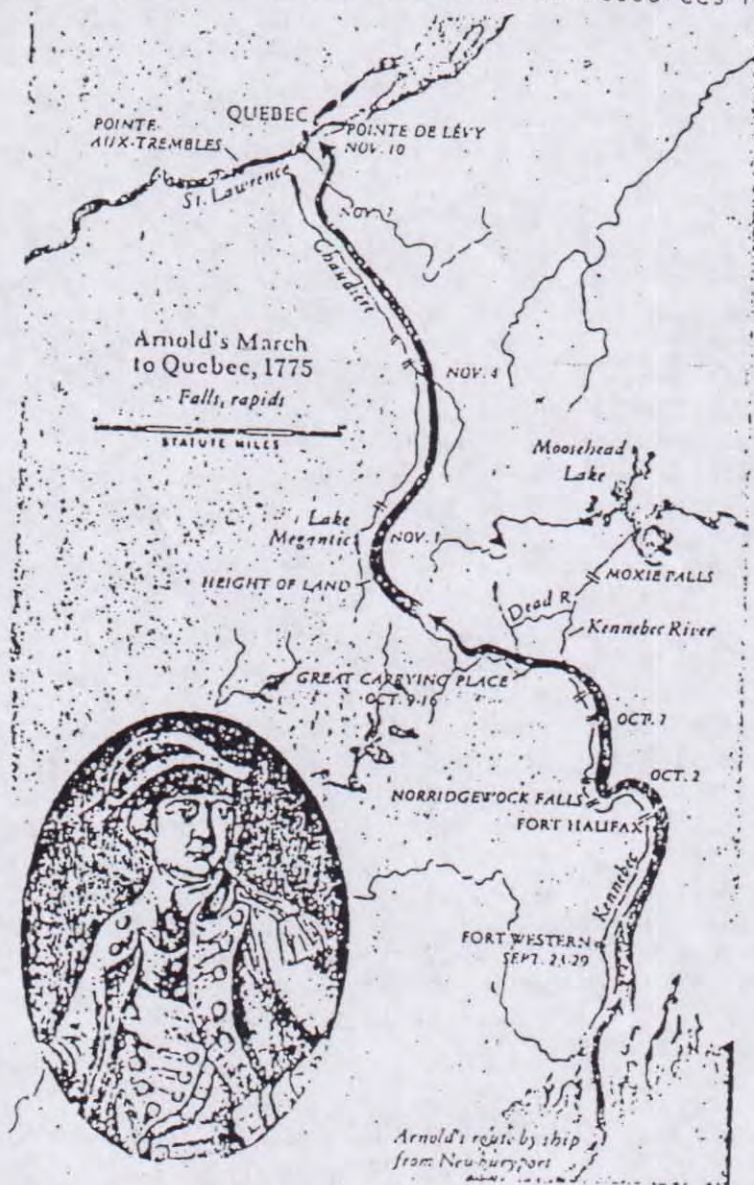 QUEBEC
POINTE
AUX-TREMBLES
POINTE DE LÉVY
NOV. 10
St. Lawrence
NOV. 7
Chaudière
Arnold's March
to Quebec, 1775
Falls, rapids
STATUTE MILES
NOV. 4
Moosehead
Lake
Lake
Megantic
NOV. 1
HEIGHT OF LAND
MOXIE FALLS
Dead R.
Kennebec River
GREAT CARRYING PLACE
OCT. 9-16
OCT. 7
OCT. 2
NORRIDGEWOCK FALLS
FORT HALIFAX
Kennebec
FORT WESTERN
SEPT. 23-29
Arnold's route by ship
from Newburyport